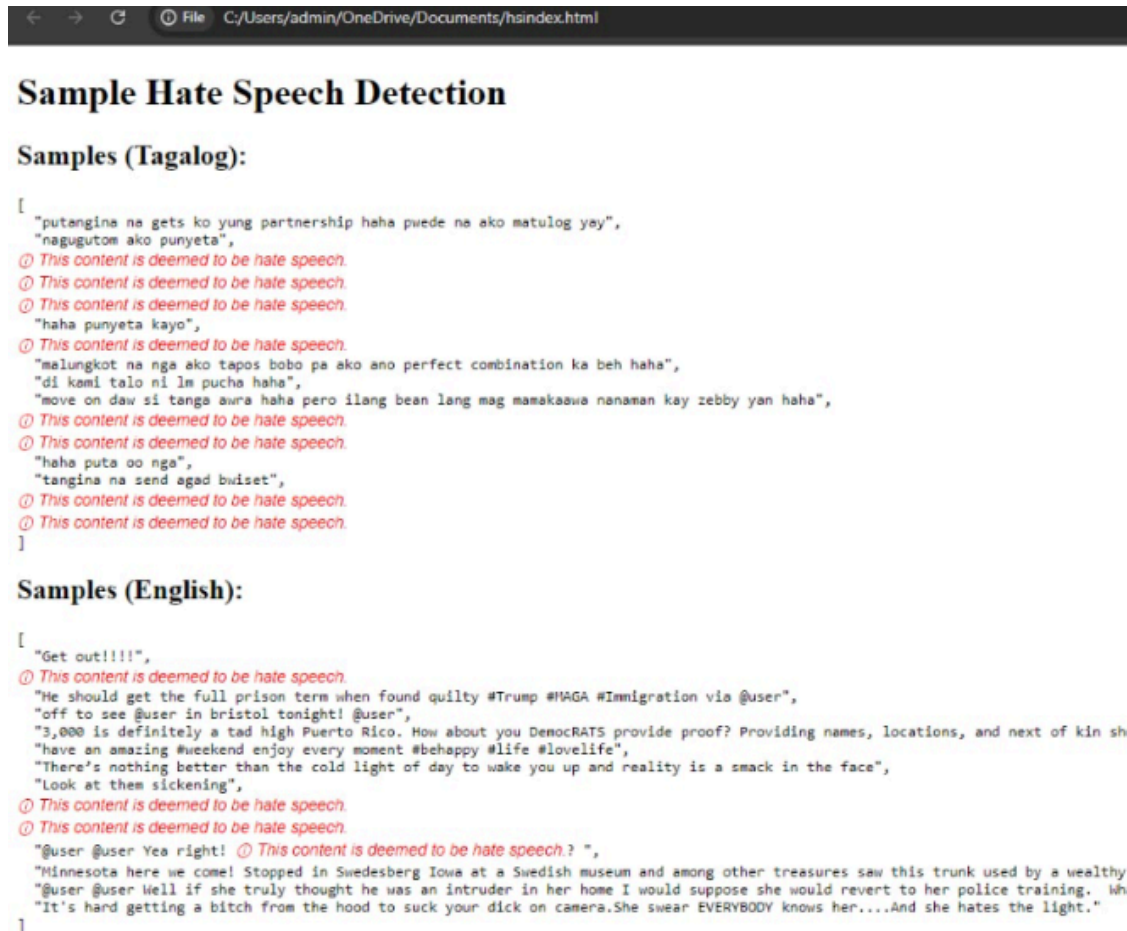 File C:/Users/admin/OneDrive/Documents/hsindex.html
Sample Hate Speech Detection
Samples (Tagalog):
[
"putangina na gets ko yung partnership haha pwede na ako matulog yay",
"nagugutom ako punyeta",
This content is deemed to be hate speech.
This content is deemed to be hate speech.
This content is deemed to be hate speech.
"haha punyeta kayo",
This content is deemed to be hate speech.
"malungkot na nga ako tapos bobo pa ako ano perfect combination ka beh haha",
"di kami talo ni lm pucha haha",
"move on daw si tanga awra haha pero ilang bean lang mag mamakaawa nanaman kay zebby yan haha",
This content is deemed to be hate speech.
This content is deemed to be hate speech.
"haha puta oo nga",
"tangina na send agad bwiset",
This content is deemed to be hate speech.
This content is deemed to be hate speech.
]
Samples (English):
[
"Get out!!!!",
This content is deemed to be hate speech.
"He should get the full prison term when found quilty #Trump #MAGA #Immigration via @user",
"off to see @user in bristol tonight! @user",
"3,000 is definitely a tad high Puerto Rico. How about you DemocRATS provide proof? Providing names, locations, and next of kin sh
"have an amazing #weekend enjoy every moment #behappy #life #lovelife",
"There's nothing better than the cold light of day to wake you up and reality is a smack in the face",
"Look at them sickening",
This content is deemed to be hate speech.
This content is deemed to be hate speech.
"@user @user Yea right! This content is deemed to be hate speech.? ",
"Minnesota here we come! Stopped in Swedesberg Iowa at a Swedish museum and among other treasures saw this trunk used by a wealthy
"@user @user Well if she truly thought he was an intruder in her home I would suppose she would revert to her police training. Wh
"It's hard getting a bitch from the hood to suck your dick on camera.She swear EVERYBODY knows her....And she hates the light."
]